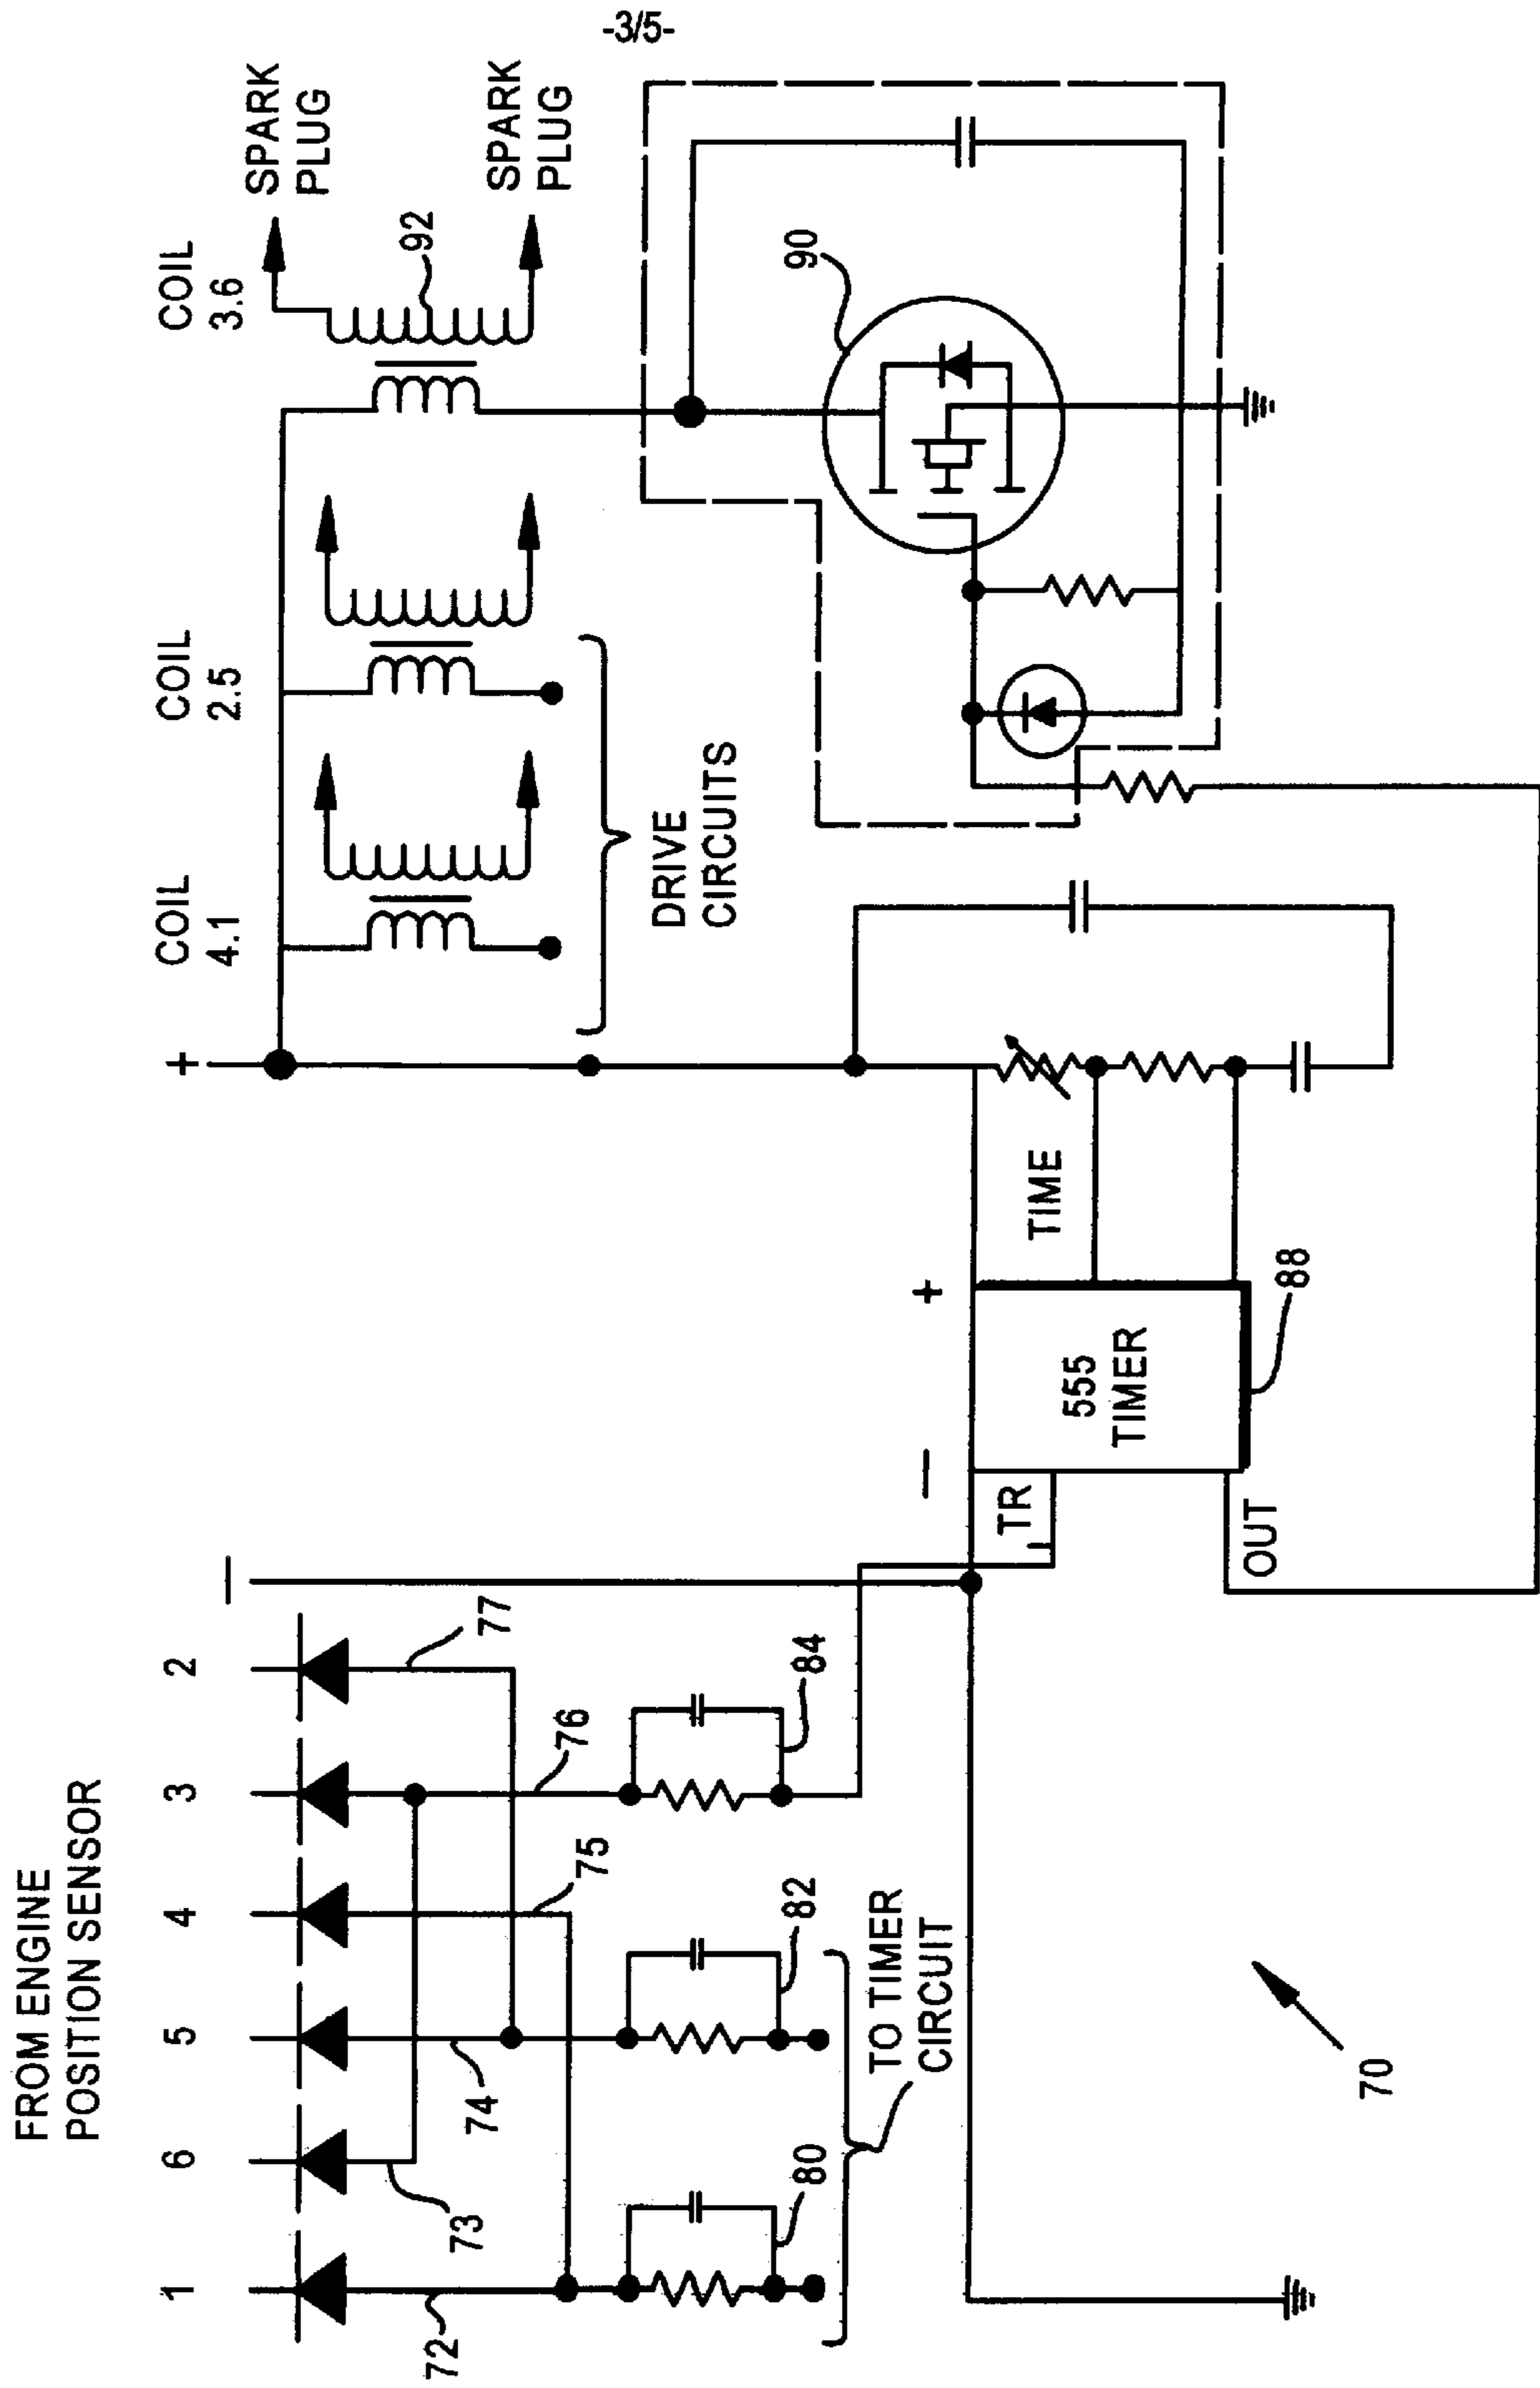 -3/5-
FROM ENGINE
POSITION SENSOR
1
6
5
4
3
2
—
+
COIL
4.1
COIL
2.5
COIL
3.6
SPARK
PLUG
SPARK
PLUG
92
72
73
74
75
76
77
80
82
84
TO TIMER
CIRCUIT
DRIVE
CIRCUITS
90
—
+
TR
OUT
555
TIMER
TIME
88
70